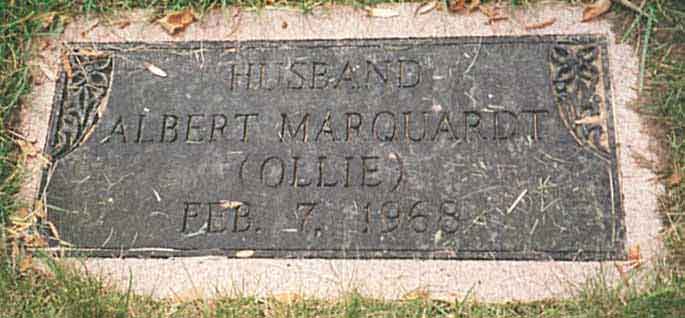 HUSBAND
ALBERT MARQUARDT
(OLLIE)
FEB. 7, 1968